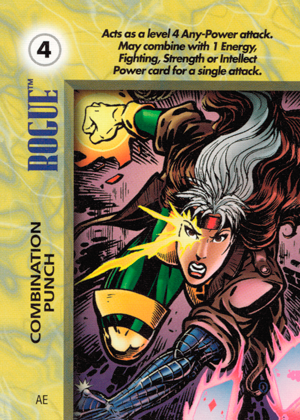 4
Acts as a level 4 Any-Power attack.
May combine with 1 Energy,
Fighting, Strength or Intellect
Power card for a single attack.
ROGUE™
COMBINATION
PUNCH
AE